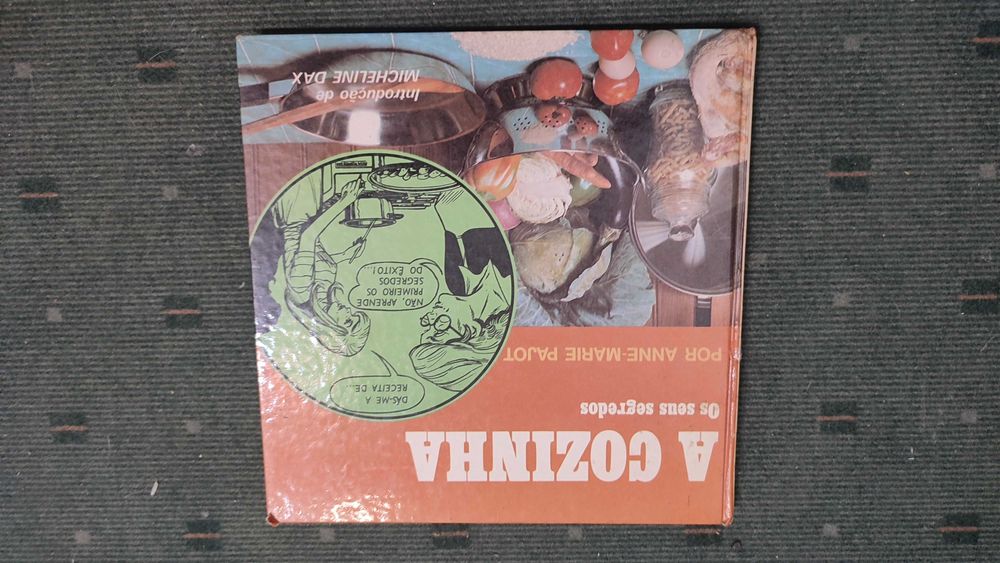 A COZINHA
Os seus segredos
POR ANNE-MARIE PAJOT
DÁS-ME A
RECEITA DE...
NÃO, APRENDE
PRIMEIRO OS
SEGREDOS
DO ÊXITO!...
Introdução de
MICHELINE DAX